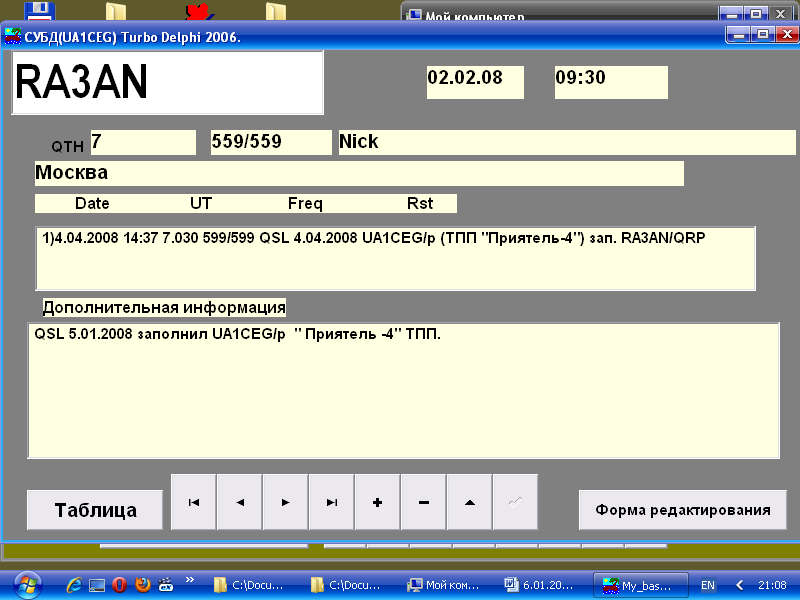 Мой компьютер
СУБД(UA1CEG) Turbo Delphi 2006.
RA3AN
02.02.08 09:30
QTH 7 559/559 Nick
Москва
Date UT Freq Rst
1)4.04.2008 14:37 7.030 599/599 QSL 4.04.2008 UA1CEG/p (ТПП "Приятель-4") зап. RA3AN/QRP
Дополнительная информация
QSL 5.01.2008 заполнил UA1CEG/p " Приятель -4" ТПП.
Таблица
Форма редактирования
C:\Docu... C:\Docu... Мой ком... 6.01.20... My_bas... EN 21:08